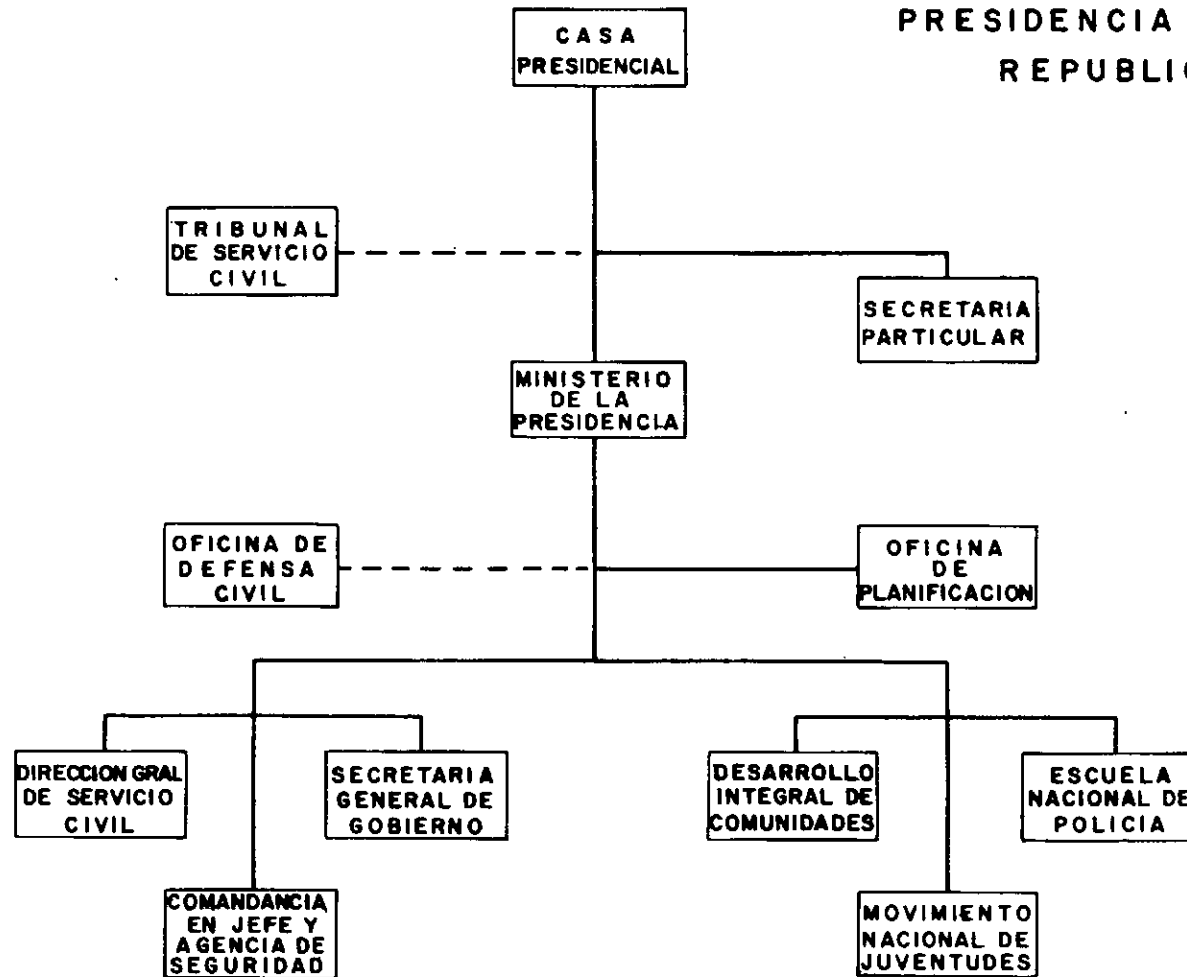 PRESIDENCIA
REPUBLIC
CASA
PRESIDENCIAL
TRIBUNAL
DE SERVICIO
CIVIL
SECRETARIA
PARTICULAR
MINISTERIO
DE LA
PRESIDENCIA
OFICINA DE
DEFENSA
CIVIL
OFICINA
DE
PLANIFICACION
DIRECCION GRAL
DE SERVICIO
CIVIL
SECRETARIA
GENERAL DE
GOBIERNO
DESARROLLO
INTEGRAL DE
COMUNIDADES
ESCUELA
NACIONAL DE
POLICIA
COMANDANCIA
EN JEFE Y
AGENCIA DE
SEGURIDAD
MOVIMIENTO
NACIONAL DE
JUVENTUDES